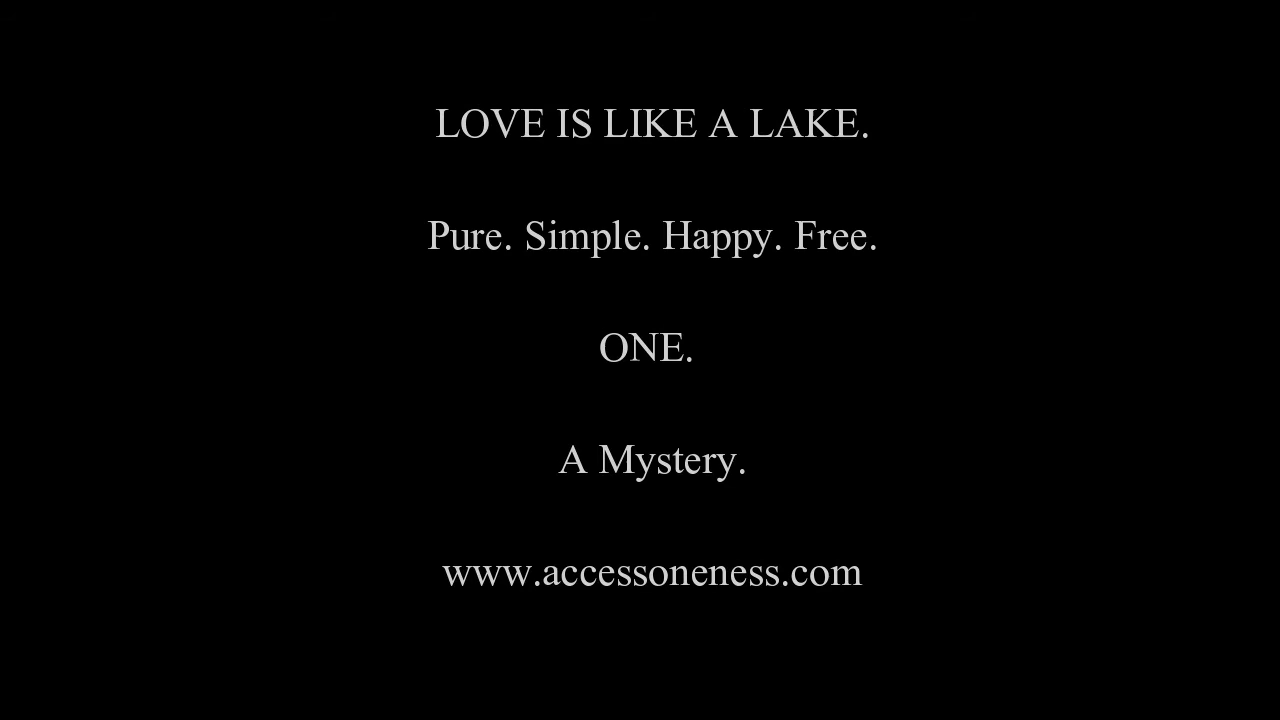 LOVE IS LIKE A LAKE.
Pure. Simple. Happy. Free.
ONE.
A Mystery.
www.accessoneness.com